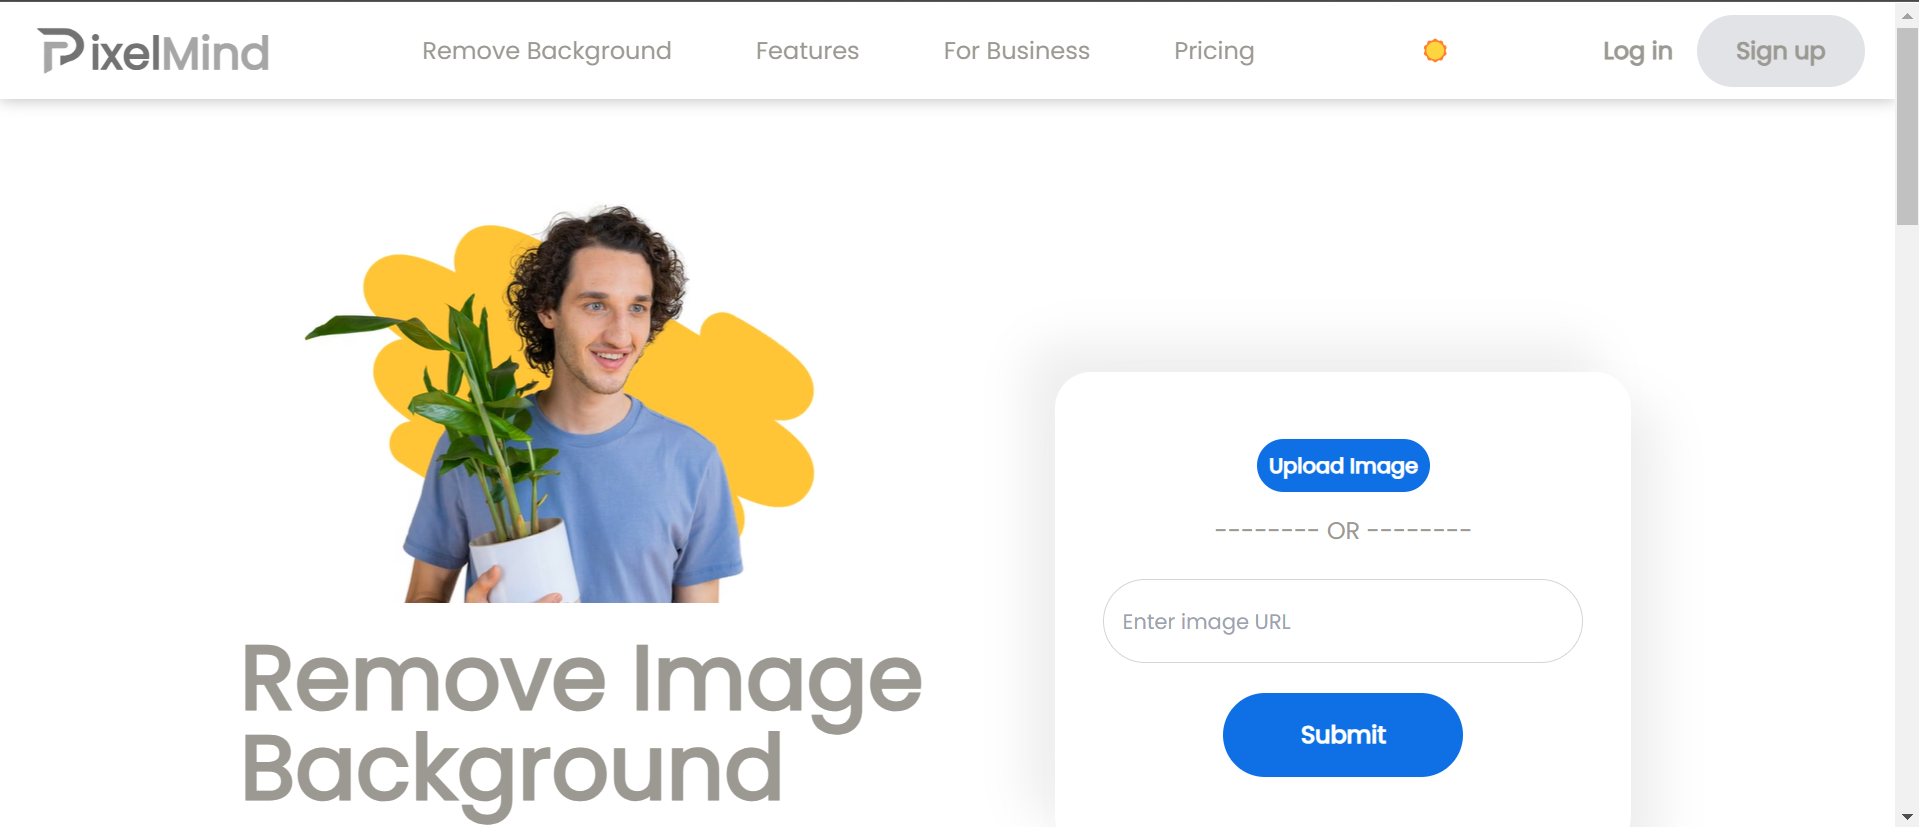 PixelMind
Remove Background
Features
For Business
Pricing
Log in
Sign up
Upload Image
-------- OR --------
Enter image URL
Submit
Remove Image
Background